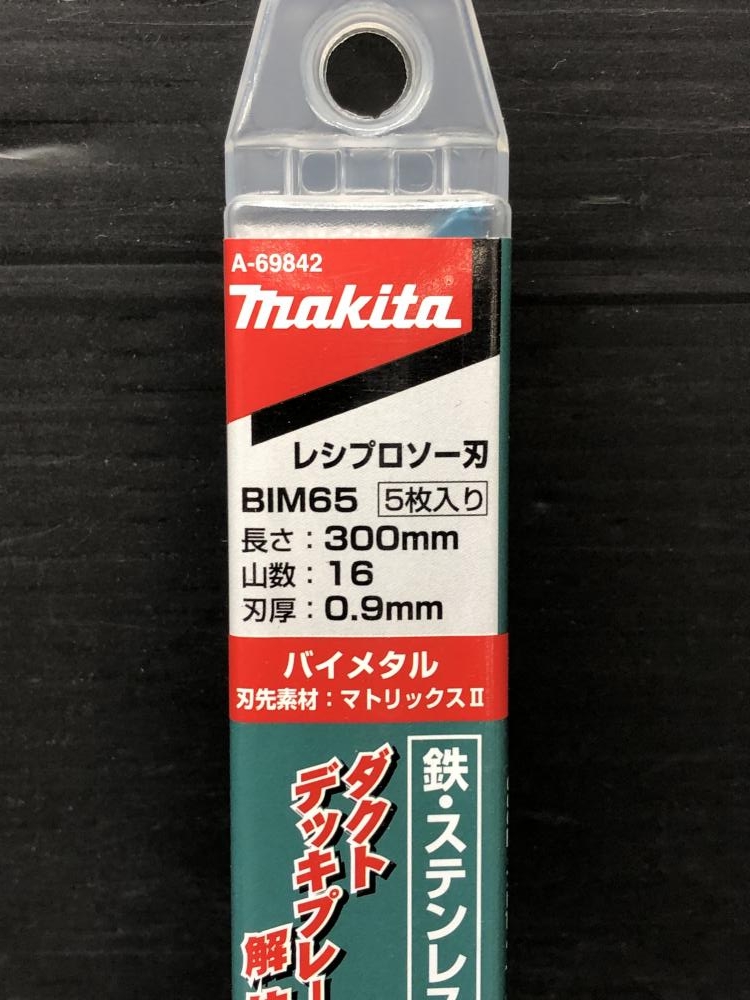 A-69842
makita
レシプロソー刃
BIM65 5枚入り
長さ：300mm
山数：16
刃厚：0.9mm
バイメタル
刃先素材：マトリックスⅡ
鉄・ステンレス
ダクト
デッキプレー
解